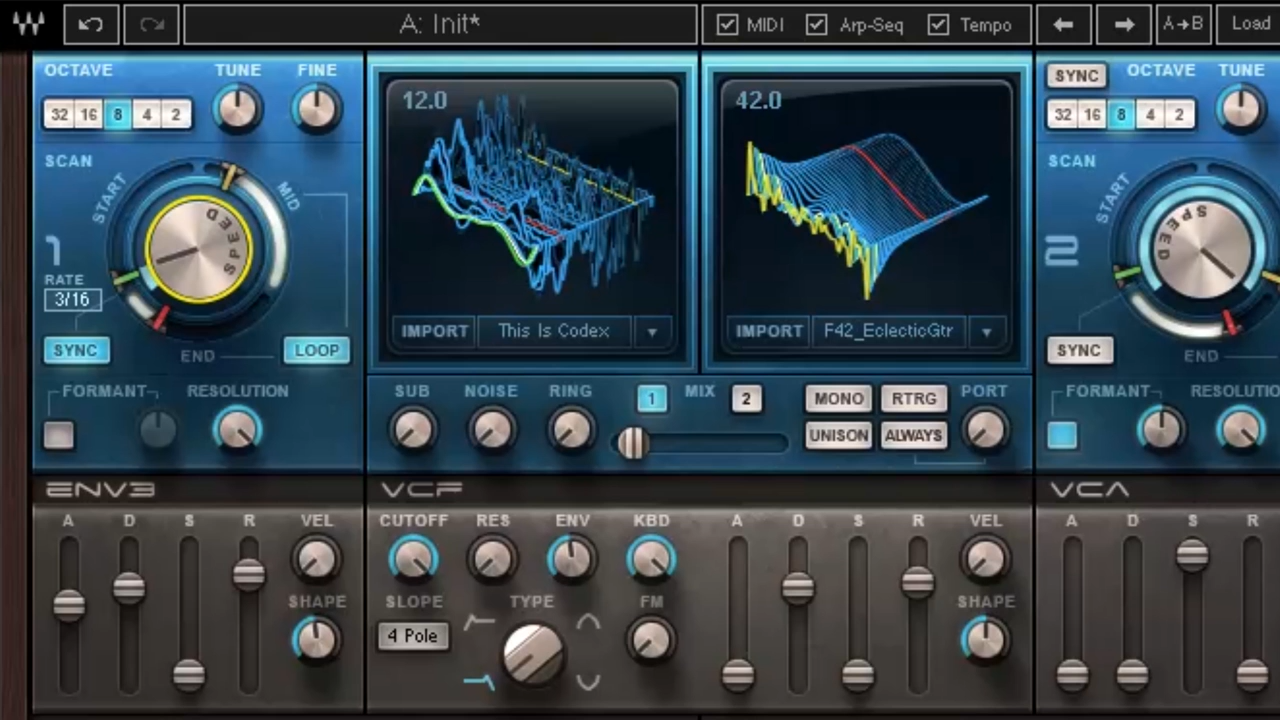 A: Init* MIDI Arp-Seq Tempo A→B Load
OCTAVE TUNE FINE
32 16 8 4 2
SCAN
START MID
SPEED
1
RATE
3/16
END
SYNC LOOP
FORMANT RESOLUTION
12.0
IMPORT This Is Codex
42.0
IMPORT F42_EclecticGtr
SUB NOISE RING 1 MIX 2 MONO RTRG PORT
UNISON ALWAYS
SYNC OCTAVE TUNE
32 16 8 4 2
SCAN
START
SPEED
2
END
SYNC
FORMANT RESOLUTIO
ENV3
A D S R VEL
SHAPE
VCF
CUTOFF RES ENV KBD A D S R VEL
SLOPE TYPE FM SHAPE
4 Pole
VCA
A D S R